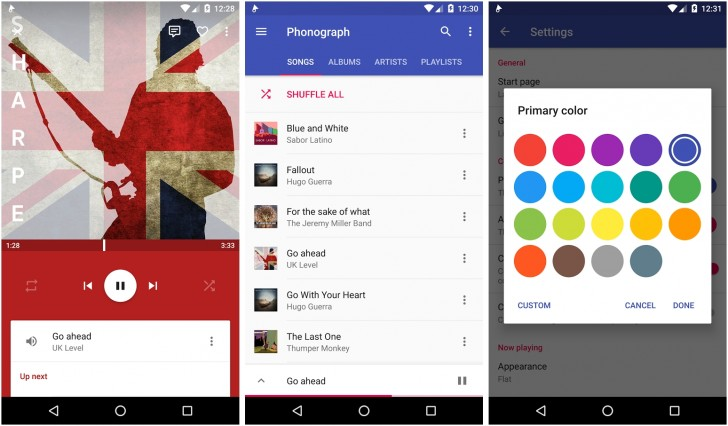 12:28
SHARPE
1:28
3:33
Go ahead
UK Level
Up next
12:30
Phonograph
SONGS ALBUMS ARTISTS PLAYLISTS
SHUFFLE ALL
Blue and White
Sabor Latino
Fallout
Hugo Guerra
For the sake of what
The Jeremy Miller Band
Go ahead
UK Level
Go With Your Heart
Hugo Guerra
The Last One
Thumper Monkey
Go ahead
12:31
Settings
General
Start page
Primary color
CUSTOM CANCEL DONE
Now playing
Appearance
Flat